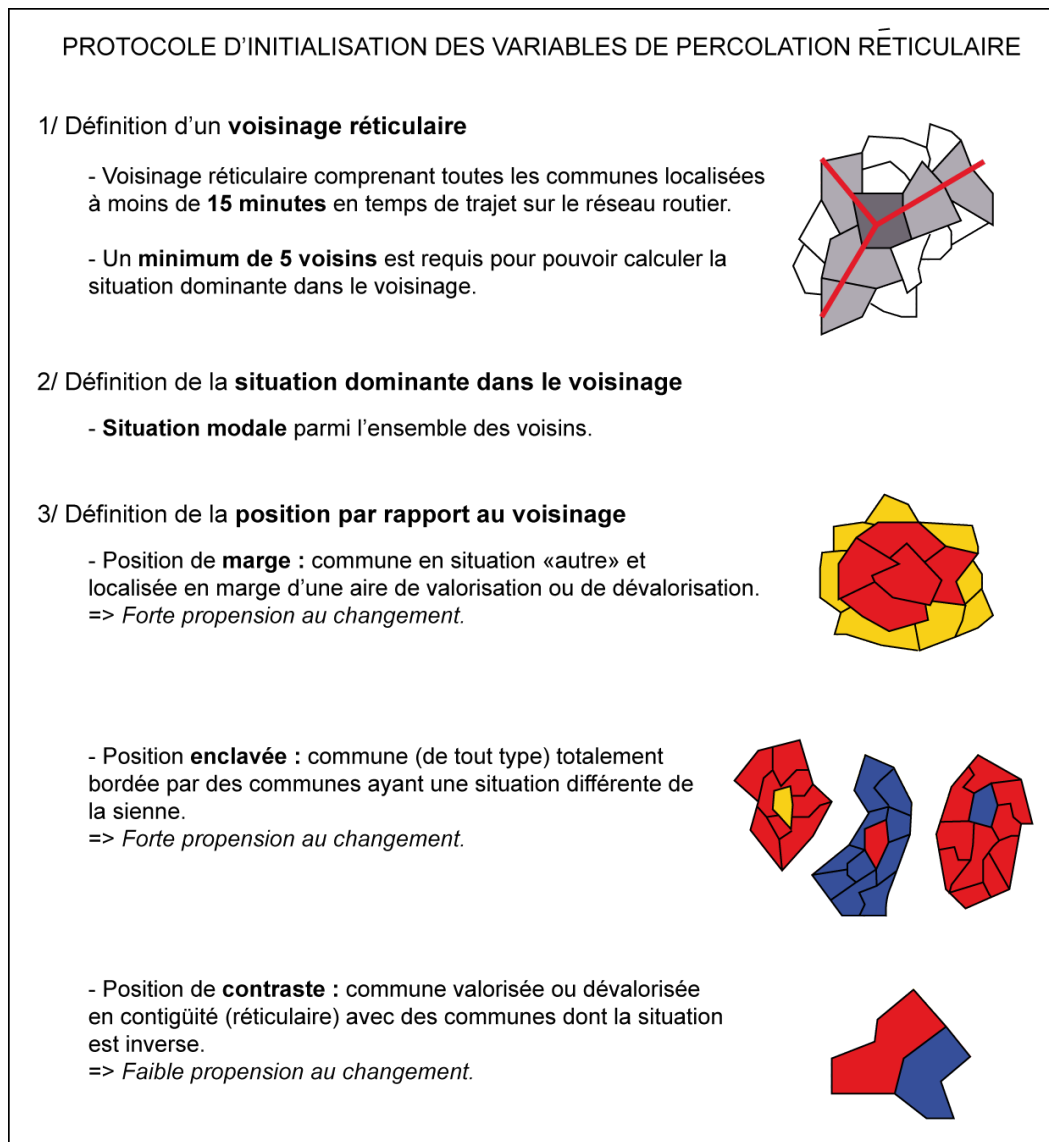 PROTOCOLE D'INITIALISATION DES VARIABLES DE PERCOLATION RÉTICULAIRE
1/ Définition d'un voisinage réticulaire
- Voisinage réticulaire comprenant toutes les communes localisées
à moins de 15 minutes en temps de trajet sur le réseau routier.
- Un minimum de 5 voisins est requis pour pouvoir calculer la
situation dominante dans le voisinage.
2/ Définition de la situation dominante dans le voisinage
- Situation modale parmi l'ensemble des voisins.
3/ Définition de la position par rapport au voisinage
- Position de marge : commune en situation «autre» et
localisée en marge d'une aire de valorisation ou de dévalorisation.
=> Forte propension au changement.
- Position enclavée : commune (de tout type) totalement
bordée par des communes ayant une situation différente de
la sienne.
=> Forte propension au changement.
- Position de contraste : commune valorisée ou dévalorisée
en contigüité (réticulaire) avec des communes dont la situation
est inverse.
=> Faible propension au changement.